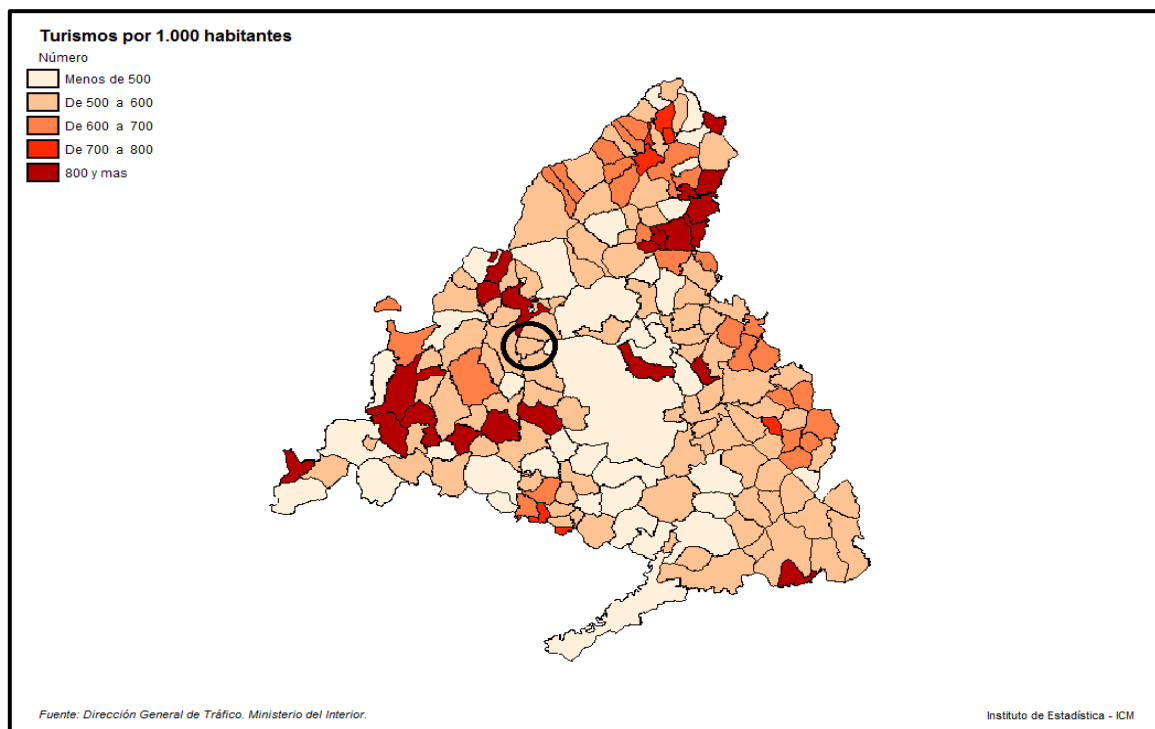 Turismos por 1.000 habitantes
Número
Menos de 500
De 500 a 600
De 600 a 700
De 700 a 800
800 y mas
Fuente: Dirección General de Tráfico. Ministerio del Interior.
Instituto de Estadística - ICM